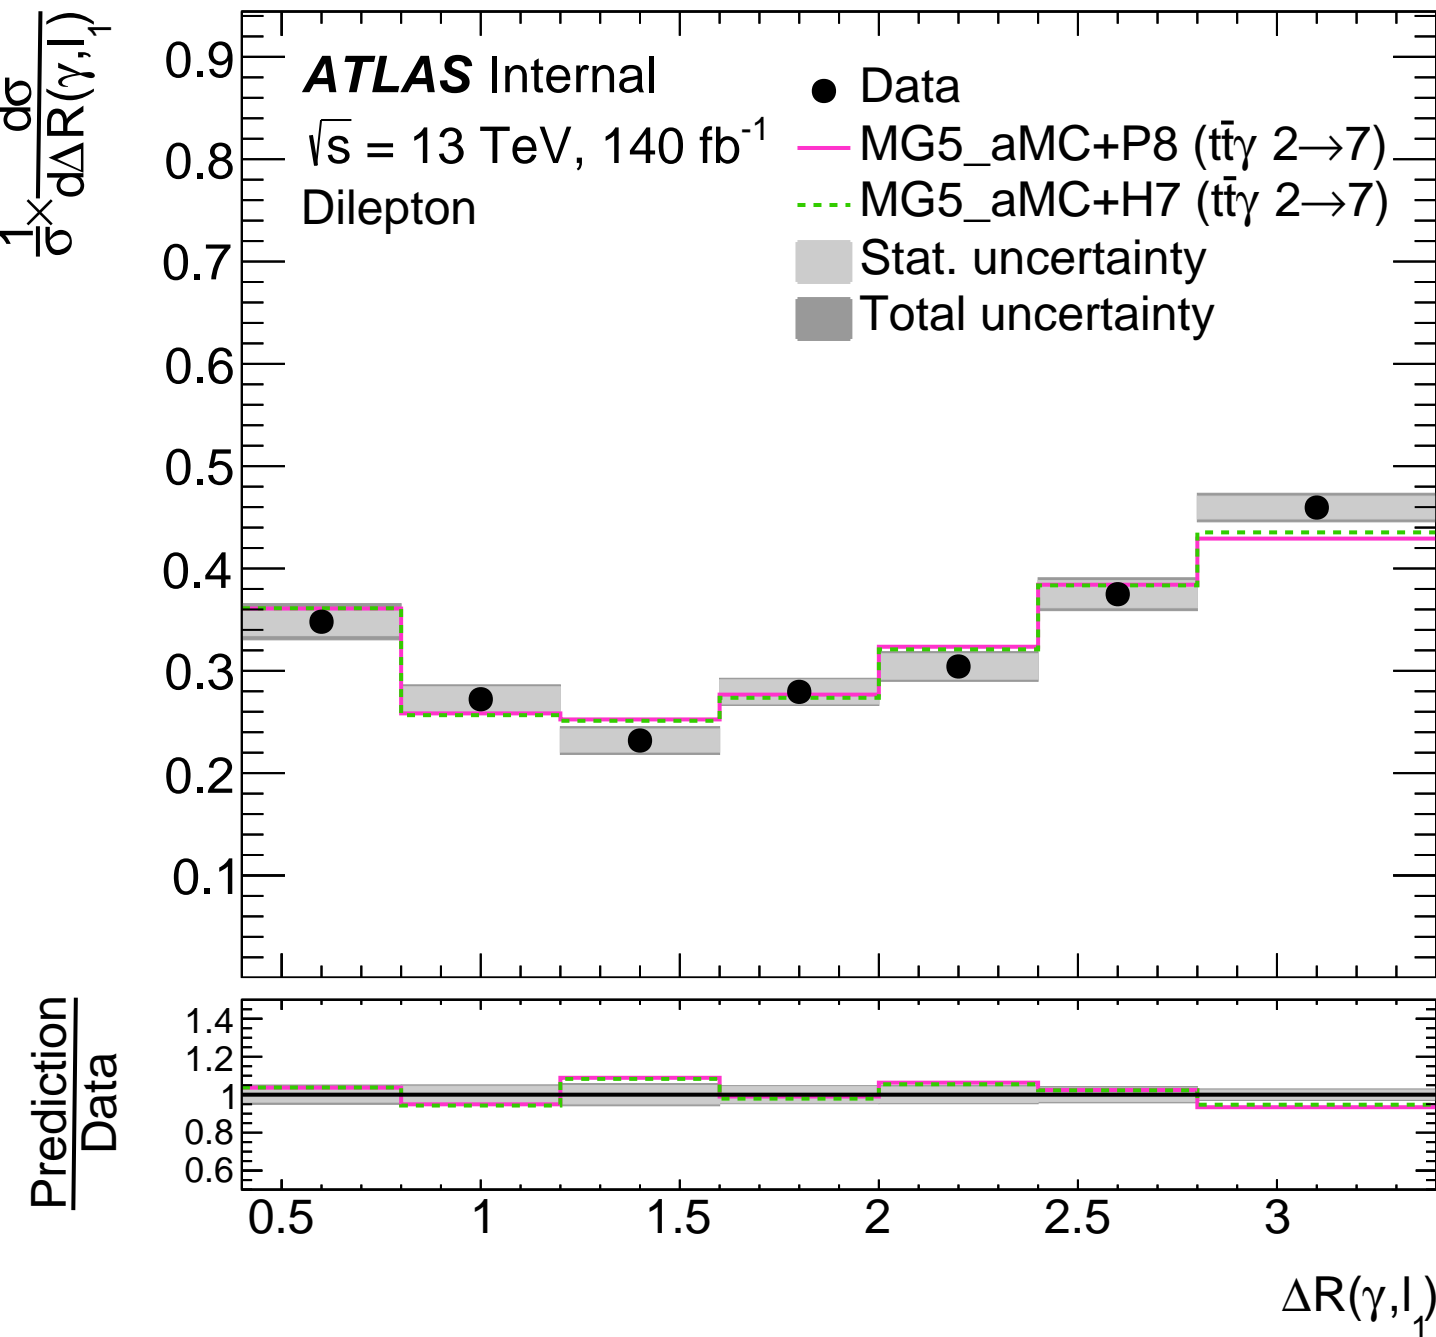 1/σ × dσ/dΔR(γ,l₁)
ATLAS Internal
√s = 13 TeV, 140 fb⁻¹
Dilepton
Data
MG5_aMC+P8 (tt̄γ 2→7)
MG5_aMC+H7 (tt̄γ 2→7)
Stat. uncertainty
Total uncertainty
0.9
0.8
0.7
0.6
0.5
0.4
0.3
0.2
0.1
Prediction
Data
1.4
1.2
1
0.8
0.6
0.5 1 1.5 2 2.5 3
ΔR(γ,l₁)